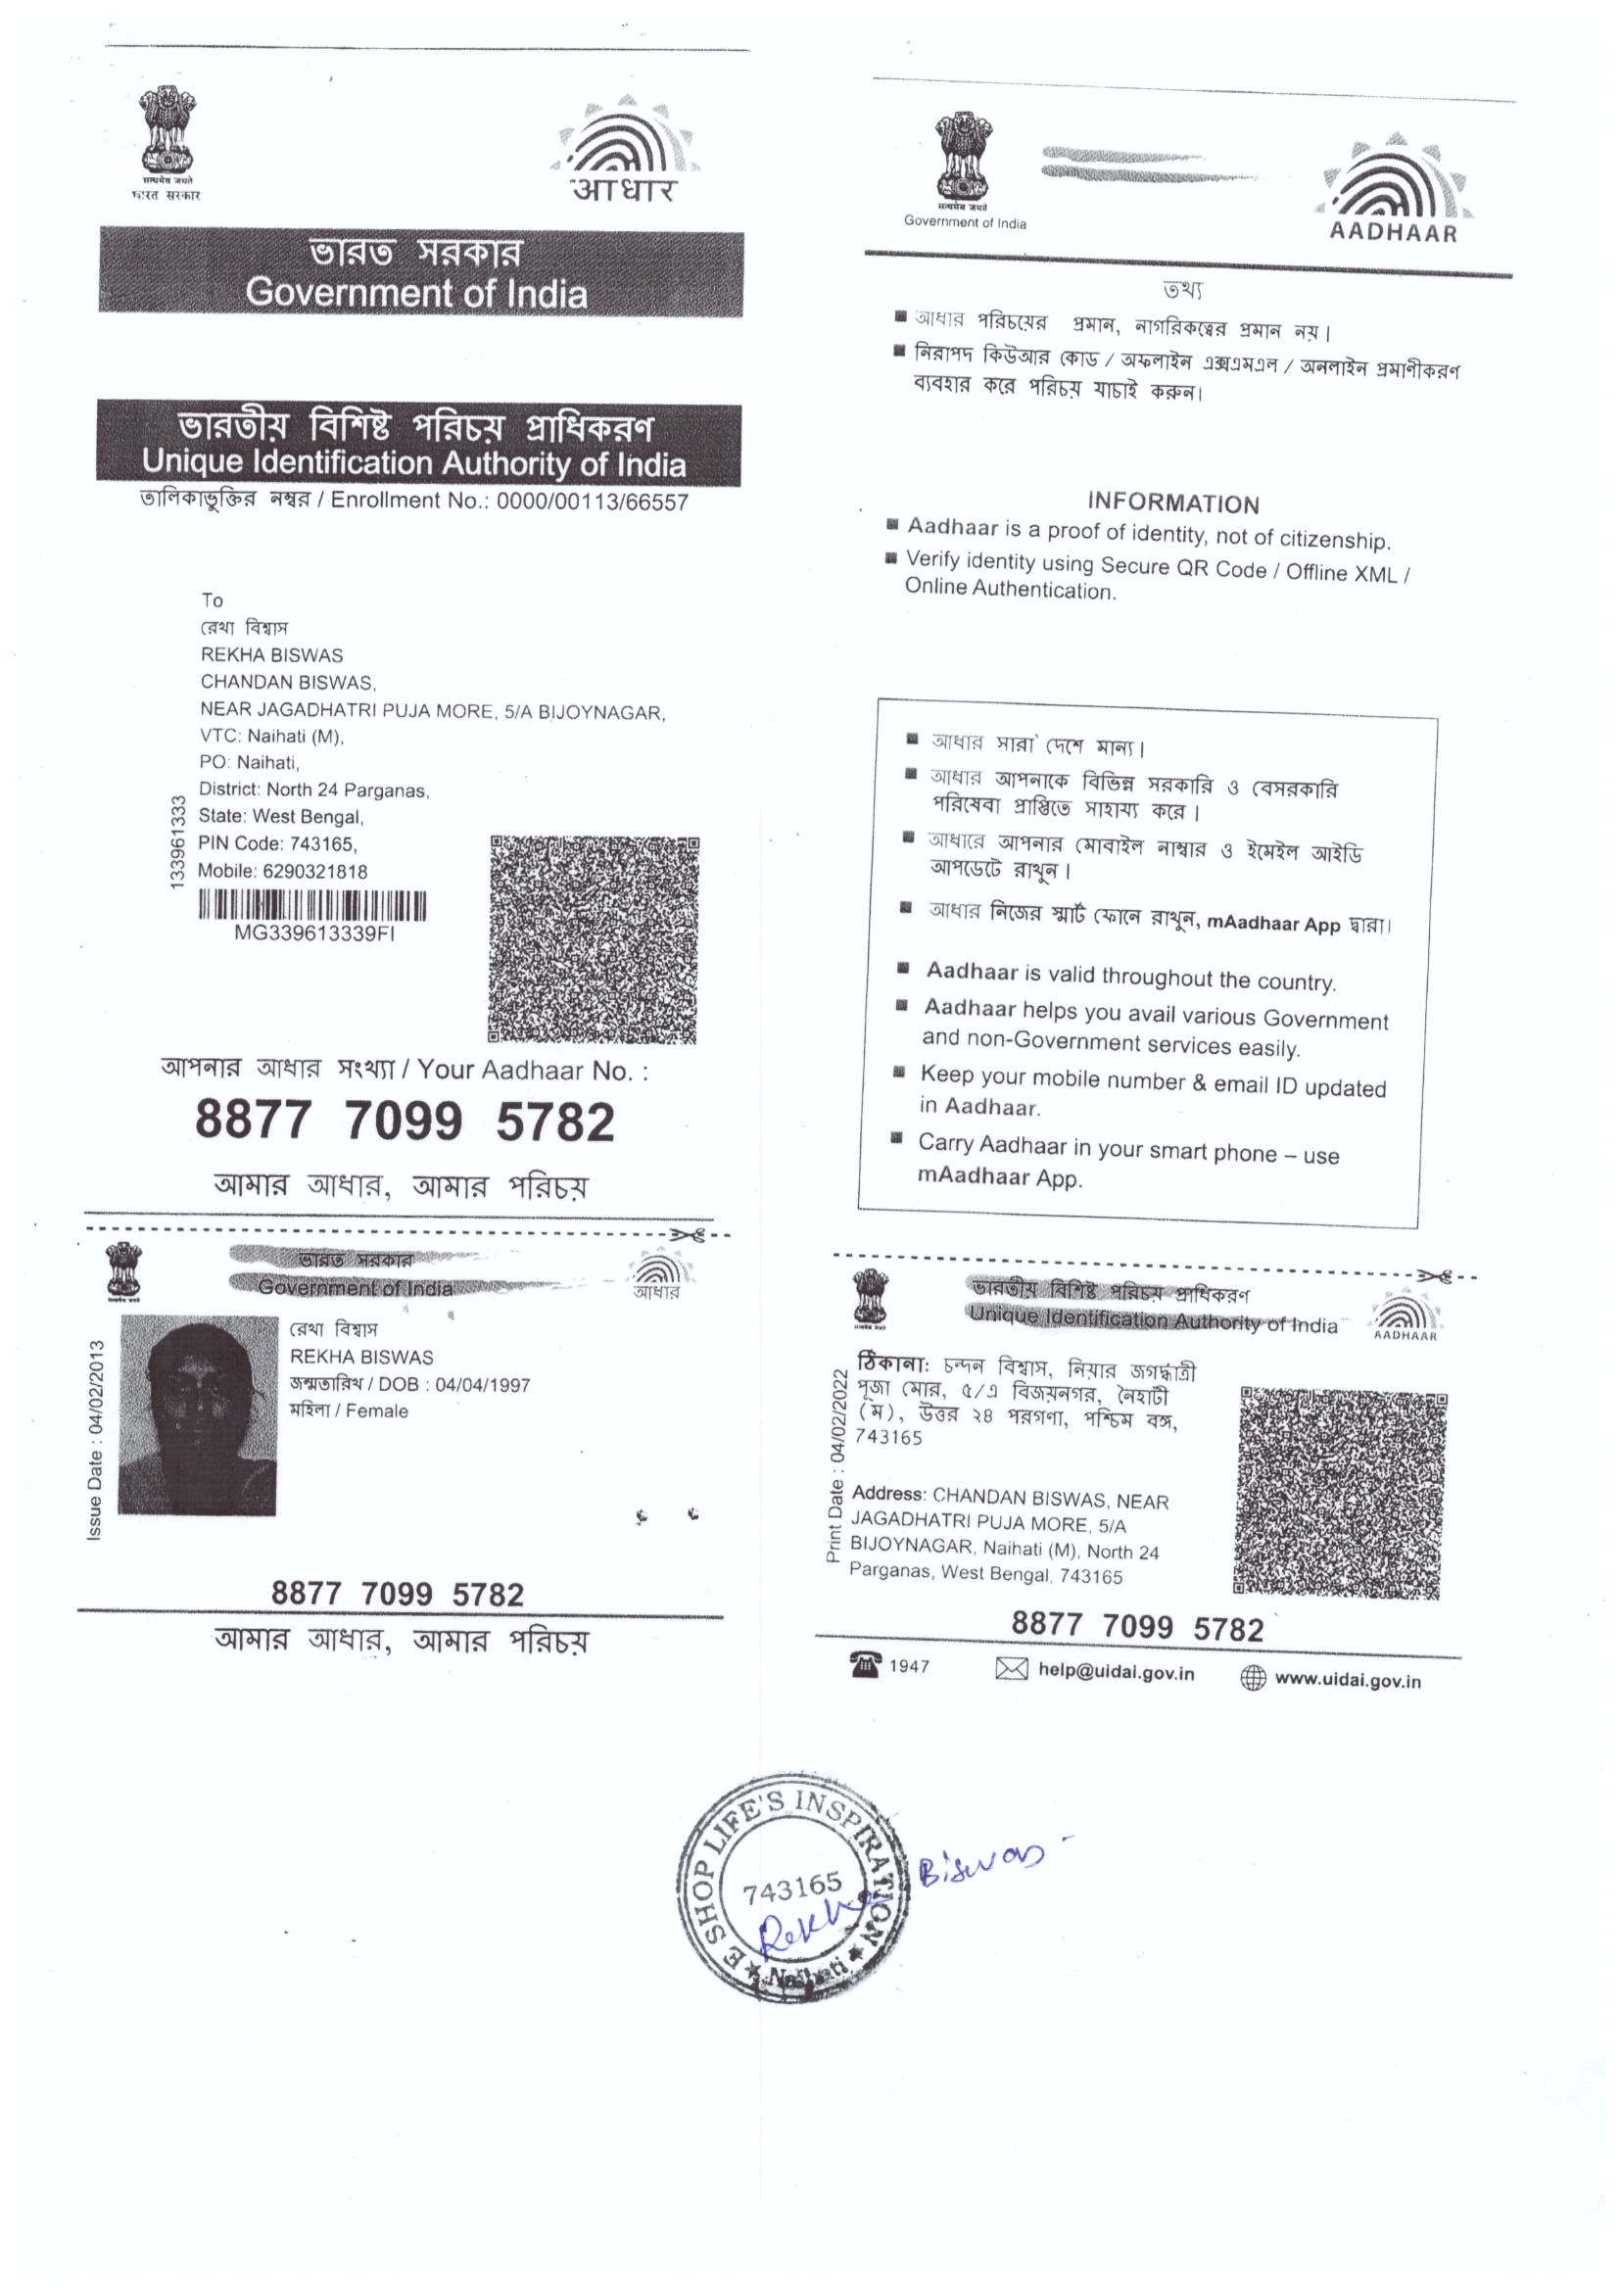 सत्यमेव जयते
भारत सरकार
आधार
ভারত সরকার
Government of India
ভারতীয় বিশিষ্ট পরিচয় প্রাধিকরণ
Unique Identification Authority of India
তালিকাভুক্তির নম্বর / Enrollment No.: 0000/00113/66557
To
রেখা বিশ্বাস
REKHA BISWAS
CHANDAN BISWAS,
NEAR JAGADHATRI PUJA MORE, 5/A BIJOYNAGAR,
VTC: Naihati (M),
PO: Naihati,
District: North 24 Parganas,
State: West Bengal,
PIN Code: 743165,
Mobile: 6290321818
133961333
MG339613339FI
আপনার আধার সংখ্যা / Your Aadhaar No. :
8877 7099 5782
আমার আধার, আমার পরিচয়
ভারত সরকার
Government of India
আধার
Issue Date : 04/02/2013
রেখা বিশ্বাস
REKHA BISWAS
জন্মতারিখ / DOB : 04/04/1997
মহিলা / Female
8877 7099 5782
আমার আধার, আমার পরিচয়
सत्यमेव जयते
Government of India
AADHAAR
তথ্য
আধার পরিচয়ের প্রমান, নাগরিকত্বের প্রমান নয়।
নিরাপদ কিউআর কোড / অফলাইন এক্সএমএল / অনলাইন প্রমাণীকরণ
ব্যবহার করে পরিচয় যাচাই করুন।
INFORMATION
Aadhaar is a proof of identity, not of citizenship.
Verify identity using Secure QR Code / Offline XML /
Online Authentication.
আধার সারা দেশে মান্য।
আধার আপনাকে বিভিন্ন সরকারি ও বেসরকারি
পরিষেবা প্রাপ্তিতে সাহায্য করে।
আধারে আপনার মোবাইল নাম্বার ও ইমেইল আইডি
আপডেট রাখুন।
আধার নিজের স্মার্ট ফোনে রাখুন, mAadhaar App দ্বারা।
Aadhaar is valid throughout the country.
Aadhaar helps you avail various Government
and non-Government services easily.
Keep your mobile number & email ID updated
in Aadhaar.
Carry Aadhaar in your smart phone – use
mAadhaar App.
ভারতীয় বিশিষ্ট পরিচয় প্রাধিকরণ
Unique Identification Authority of India
AADHAAR
Print Date : 04/02/2022
ঠিকানা: চন্দন বিশ্বাস, নিয়ার জগদ্ধাত্রী
পূজা মোর, ৫/এ বিজয়নগর, নৈহাটী
(ম), উত্তর ২৪ পরগণা, পশ্চিম বঙ্গ,
743165
Address: CHANDAN BISWAS, NEAR
JAGADHATRI PUJA MORE, 5/A
BIJOYNAGAR, Naihati (M), North 24
Parganas, West Bengal, 743165
8877 7099 5782
1947
help@uidai.gov.in
www.uidai.gov.in
E SHOP LIFE'S INSPIRATION
743165
Naihati
Rekha Biswas